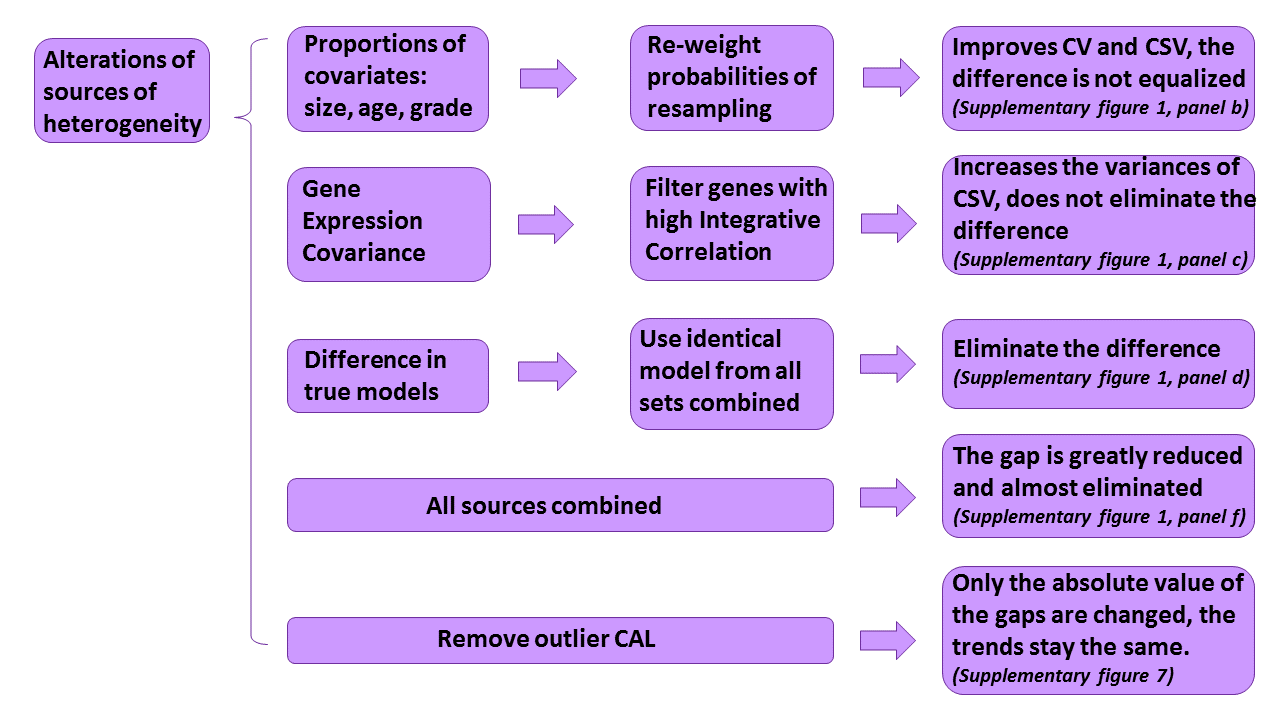 Alterations of
sources of
heterogeneity
Proportions of
covariates:
size, age, grade
Re-weight
probabilities of
resampling
Improves CV and CSV, the
difference is not equalized
(Supplementary figure 1, panel b)
Gene
Expression
Covariance
Filter genes with
high Integrative
Correlation
Increases the variances of
CSV, does not eliminate the
difference
(Supplementary figure 1, panel c)
Difference in
true models
Use identical
model from all
sets combined
Eliminate the difference
(Supplementary figure 1, panel d)
All sources combined
The gap is greatly reduced
and almost eliminated
(Supplementary figure 1, panel f)
Remove outlier CAL
Only the absolute value of
the gaps are changed, the
trends stay the same.
(Supplementary figure 7)